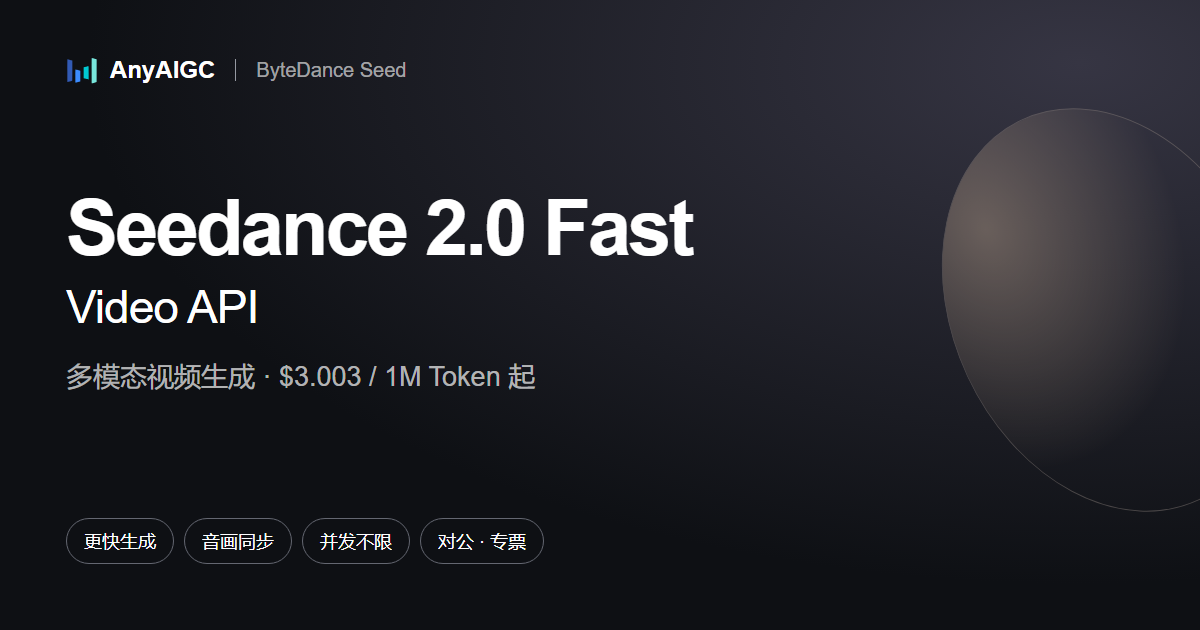 AnyAIGC | ByteDance Seed
Seedance 2.0 Fast
Video API
多模态视频生成 · $3.003 / 1M Token 起
更快生成 音画同步 并发不限 对公 · 专票